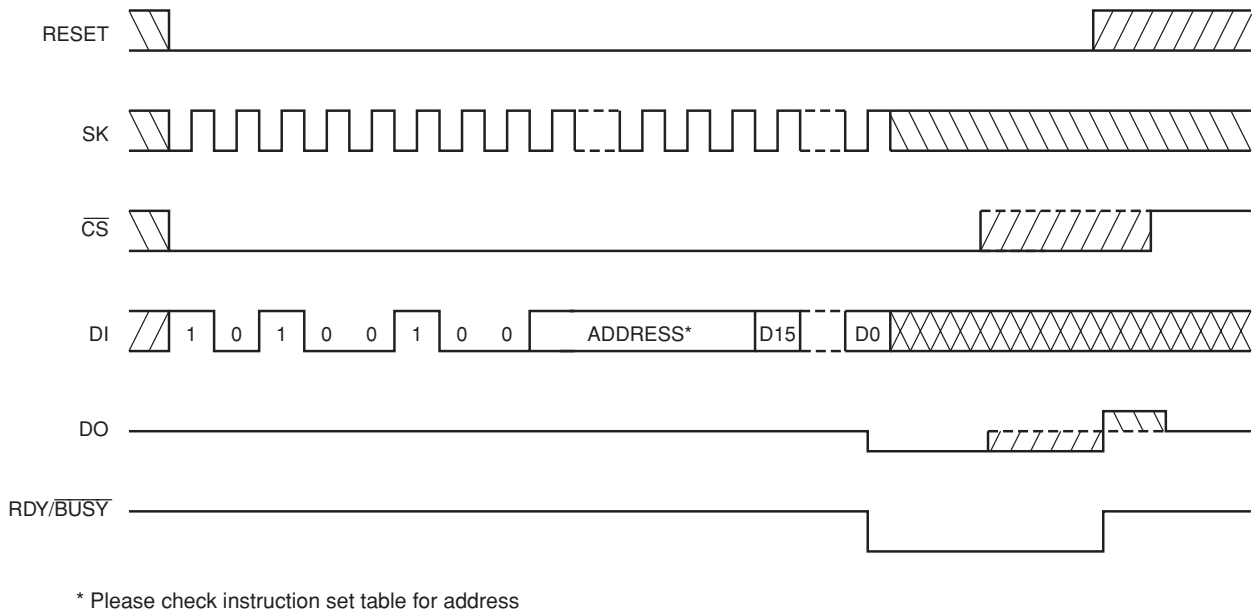 RESET
SK
CS
DI 1 0 1 0 0 1 0 0 ADDRESS* D15 D0
DO
RDY/BUSY
* Please check instruction set table for address